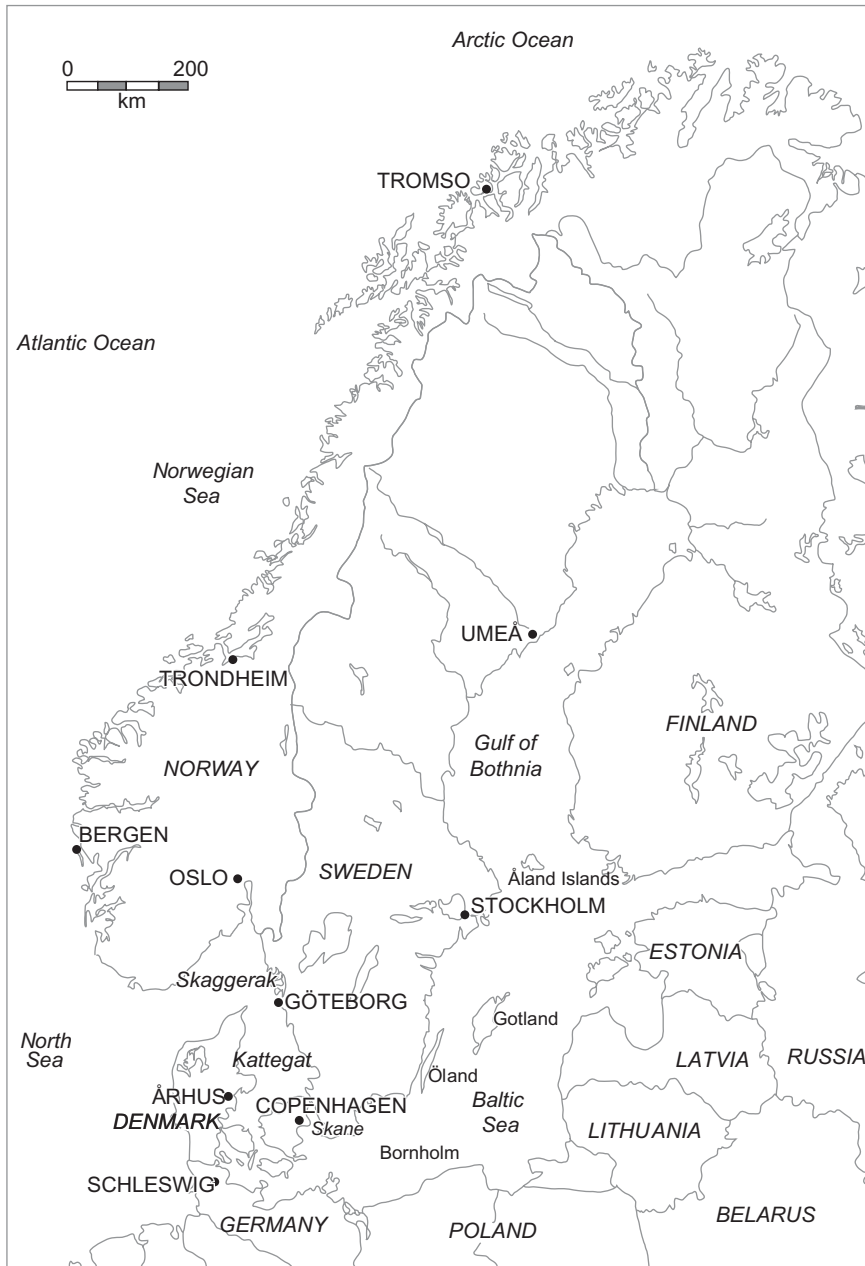 Arctic Ocean
0 200
km
TROMSO
Atlantic Ocean
Norwegian
Sea
UMEÅ
TRONDHEIM
FINLAND
Gulf of
Bothnia
NORWAY
BERGEN
SWEDEN
OSLO
Åland Islands
STOCKHOLM
ESTONIA
Skaggerak
GÖTEBORG
Gotland
North
Sea
Kattegat
LATVIA
RUSSIA
Öland
ÅRHUS
Baltic
Sea
COPENHAGEN
DENMARK
Skane
LITHUANIA
Bornholm
SCHLESWIG
BELARUS
GERMANY
POLAND